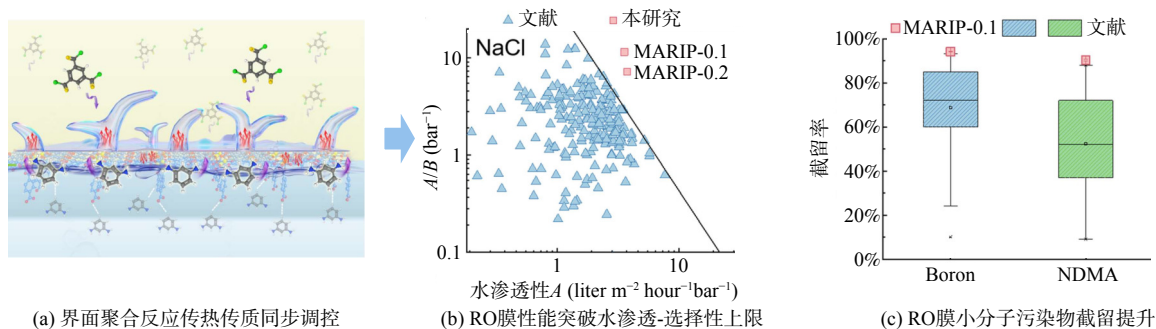 文献
本研究
NaCl
MARIP-0.1
MARIP-0.2
10
1
0.1
A/B (bar⁻¹)
1
10
水渗透性A (liter m⁻² hour⁻¹bar⁻¹)
MARIP-0.1
文献
100%
80%
60%
40%
20%
0%
截留率
Boron
NDMA
(a) 界面聚合反应传热传质同步调控
(b) RO膜性能突破水渗透-选择性上限
(c) RO膜小分子污染物截留提升